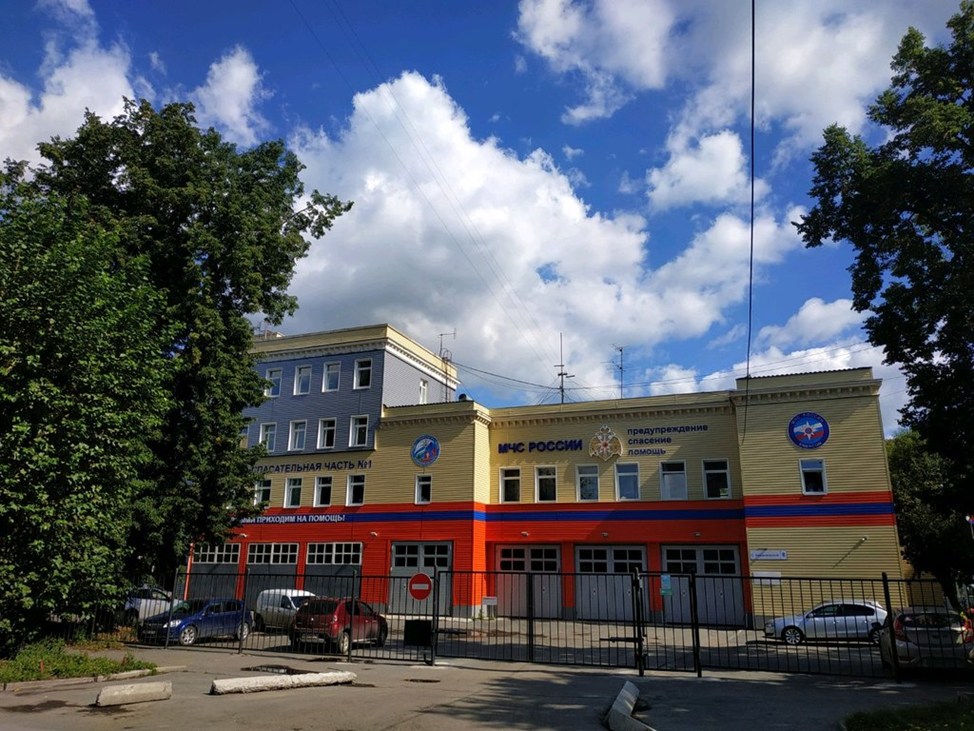 МЧС РОССИИ
предупреждение
спасение
помощь
СПАСАТЕЛЬНАЯ ЧАСТЬ №1
ПРИХОДИМ НА ПОМОЩЬ!